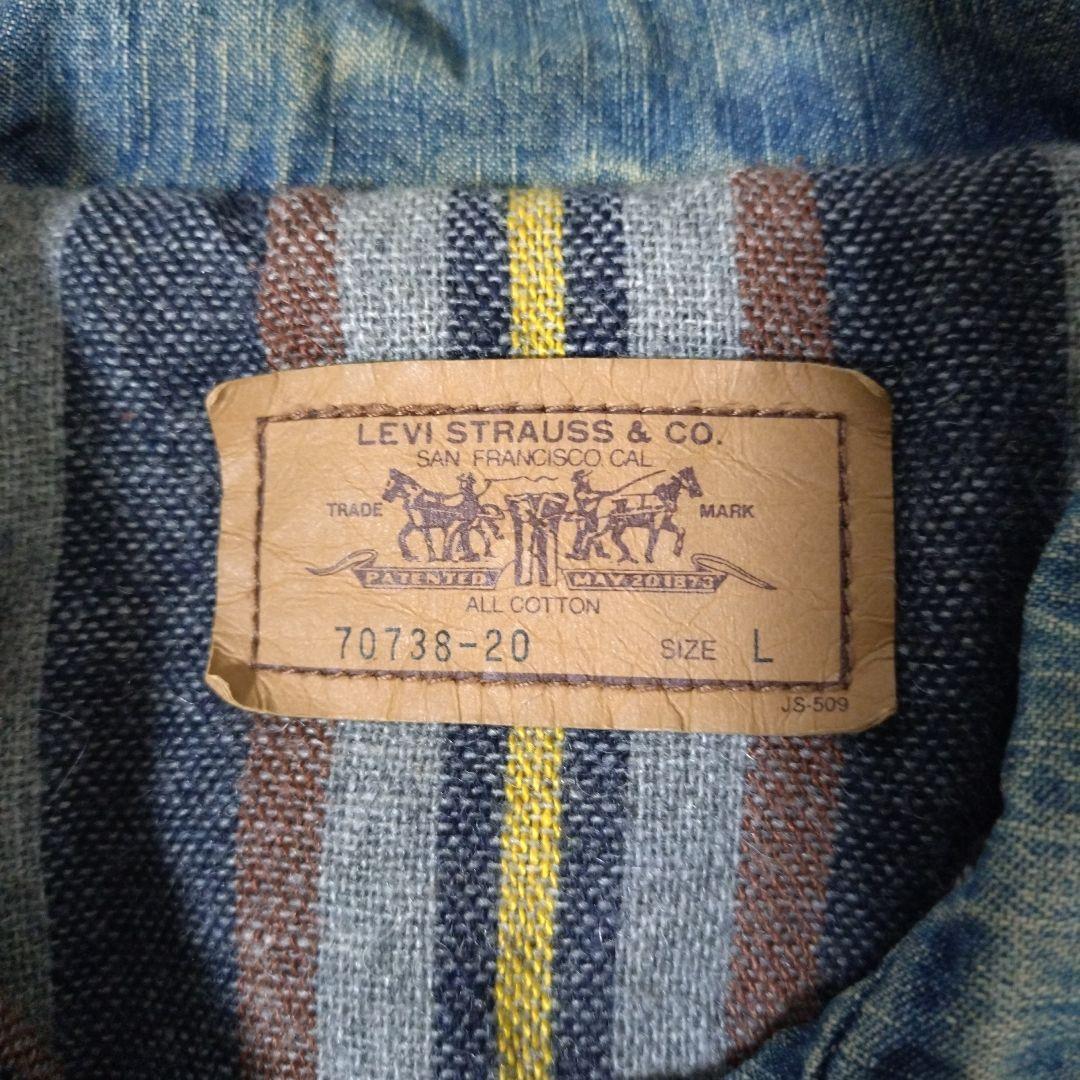 LEVI STRAUSS & CO.
SAN FRANCISCO, CAL
TRADE MARK
PATENTED MAY 20 1873
ALL COTTON
70738-20 SIZE L
JS-509